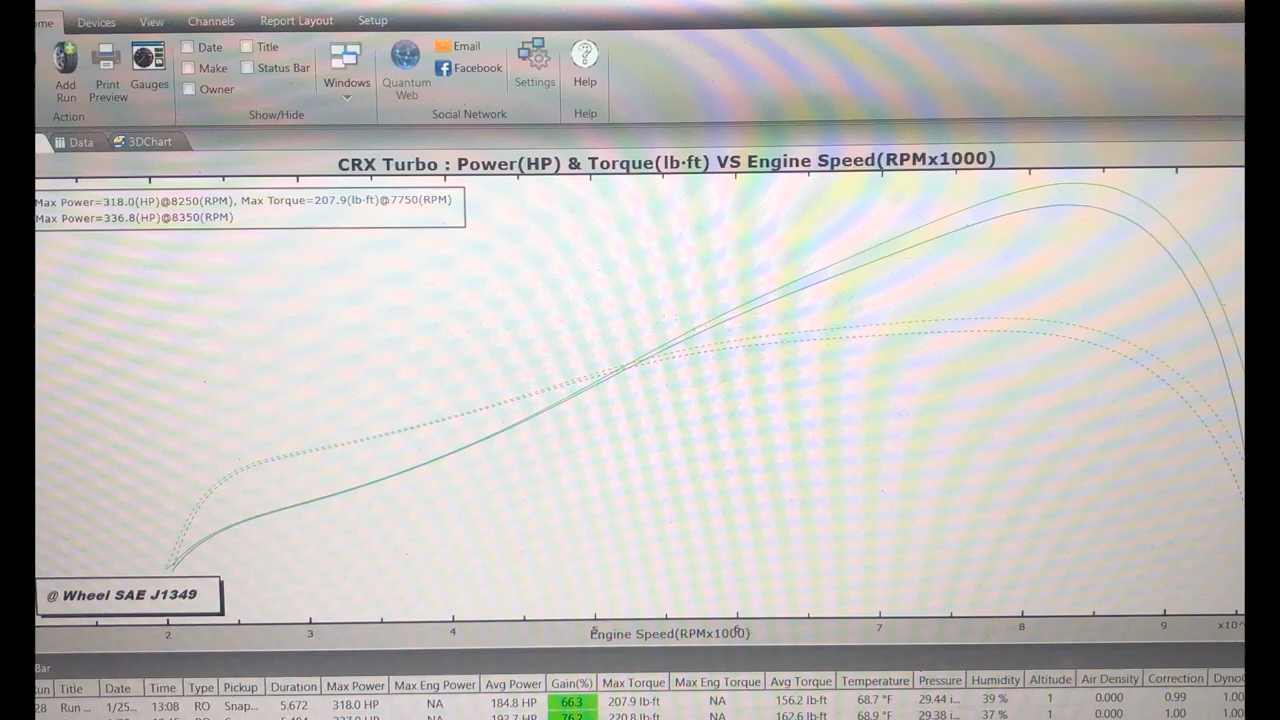 Devices View Channels Report Layout Setup
Add Run
Print Preview
Gauges
Date
Title
Make
Status Bar
Owner
Windows
Quantum Web
Email
Facebook
Settings
Help
Action
Show/Hide
Social Network
Help
Data
3DChart
CRX Turbo : Power(HP) & Torque(lb·ft) VS Engine Speed(RPMx1000)
Max Power=318.0(HP)@8250(RPM), Max Torque=207.9(lb·ft)@7750(RPM)
Max Power=336.8(HP)@8350(RPM)
@ Wheel SAE J1349
2 3 4 5 6 7 8 9
Engine Speed(RPMx1000)
Bar
Title Date Time Type Pickup Duration Max Power Max Eng Power Avg Power Gain(%) Max Torque Max Eng Torque Avg Torque Temperature Pressure Humidity Altitude Air Density Correction
28 Run ... 1/25... 13:08 RO Snap... 5.672 318.0 HP NA 184.8 HP 66.3 207.9 lb·ft NA 156.2 lb·ft 68.7 °F 29.44 i... 39 % 1 0.000 0.99 1.00
NA 192.7 HP 76.2 220.8 lb·ft NA 162.6 lb·ft 68.9 °F 29.38 i... 37 % 1 0.000 1.00 1.00